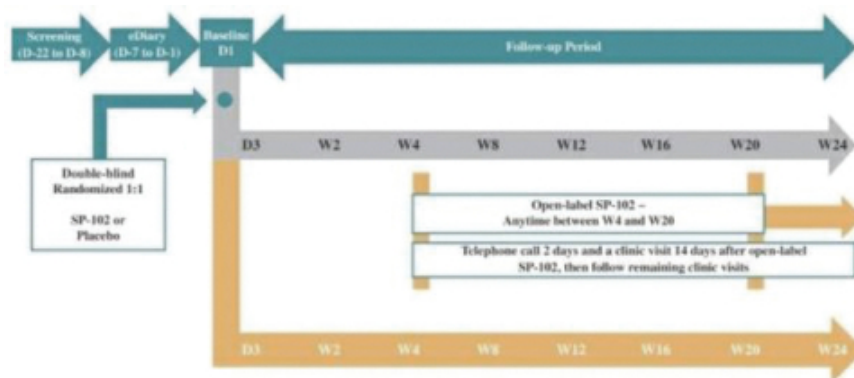 Screening
(D-22 to D-8)
eDiary
(D-7 to D-1)
Baseline
D1
Follow-up Period
D3 W2 W4 W8 W12 W16 W20 W24
Double-blind
Randomized 1:1
SP-102 or
Placebo
Open-label SP-102 –
Anytime between W4 and W20
Telephone call 2 days and a clinic visit 14 days after open-label
SP-102, then follow remaining clinic visits
D3 W2 W4 W8 W12 W16 W20 W24